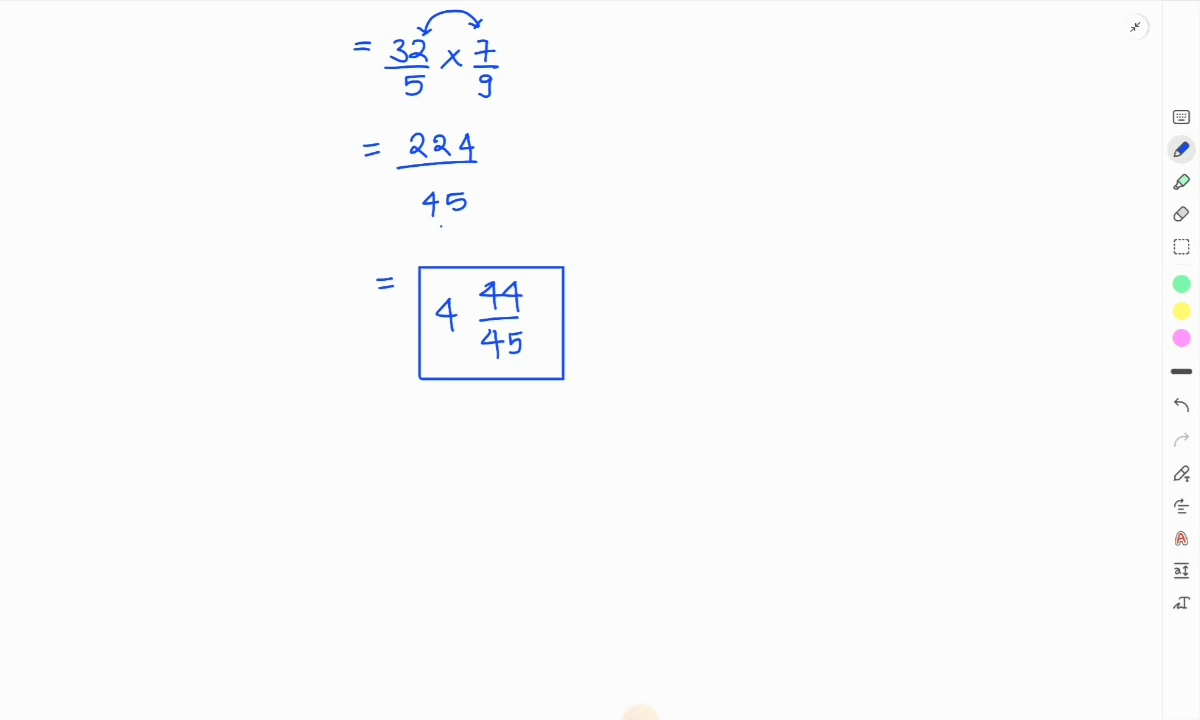 = 32/5 × 7/9
= 224/45
= 4 44/45